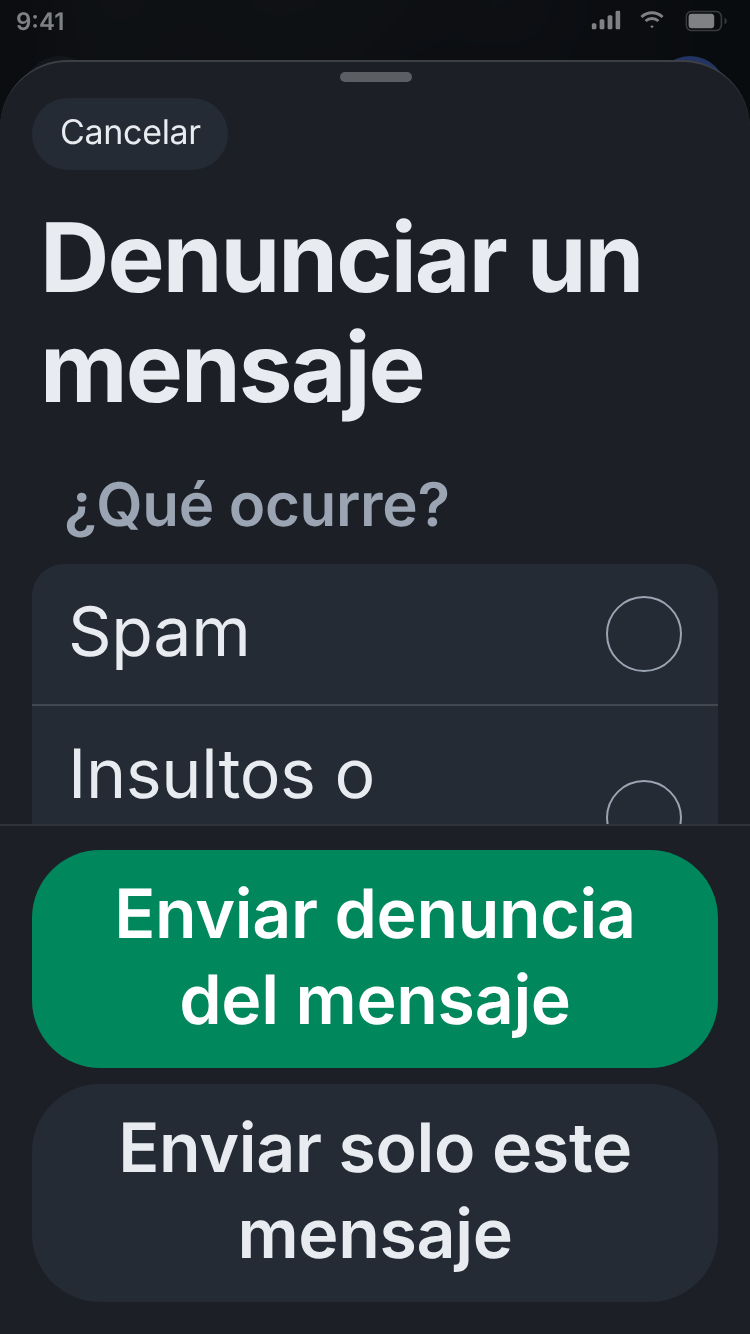 9:41
Cancelar
Denunciar un
mensaje
¿Qué ocurre?
Spam
Insultos o
Enviar denuncia
del mensaje
Enviar solo este
mensaje